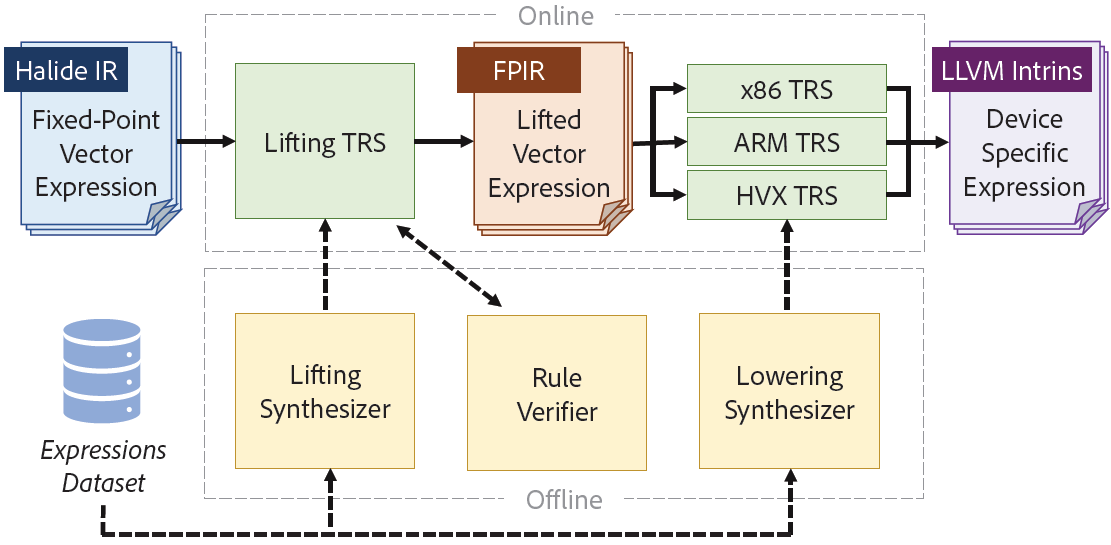 Online
Halide IR
Fixed-Point
Vector
Expression
Lifting TRS
FPIR
Lifted
Vector
Expression
x86 TRS
ARM TRS
HVX TRS
LLVM Intrins
Device
Specific
Expression
Expressions
Dataset
Lifting
Synthesizer
Rule
Verifier
Lowering
Synthesizer
Offline